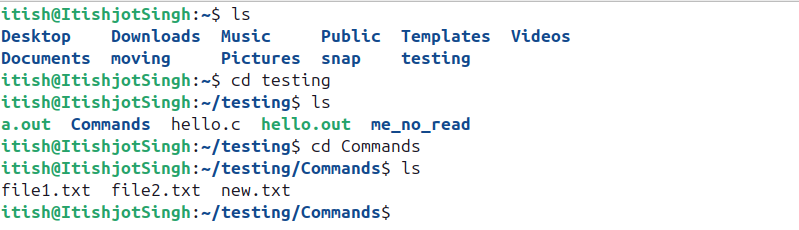 itish@ItishjotSingh:~$ ls
Desktop Downloads Music Public Templates Videos
Documents moving Pictures snap testing
itish@ItishjotSingh:~$ cd testing
itish@ItishjotSingh:~/testing$ ls
a.out Commands hello.c hello.out me_no_read
itish@ItishjotSingh:~/testing$ cd Commands
itish@ItishjotSingh:~/testing/Commands$ ls
file1.txt file2.txt new.txt
itish@ItishjotSingh:~/testing/Commands$